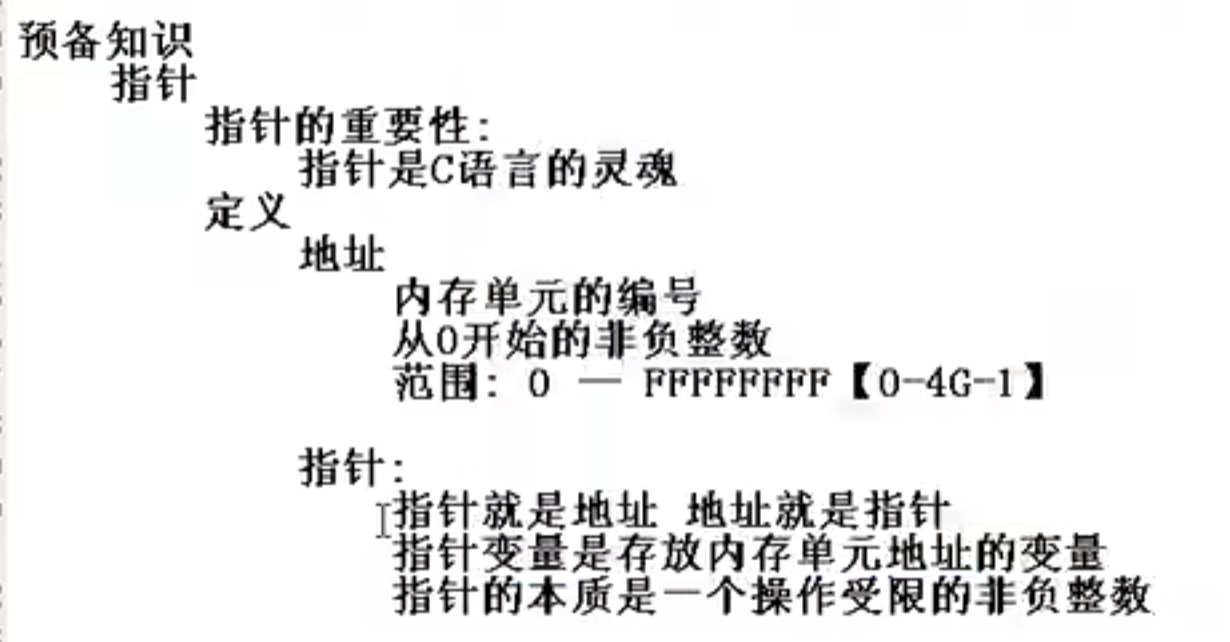 预备知识
指针
指针的重要性:
指针是C语言的灵魂
定义
地址
内存单元的编号
从0开始的非负整数
范围: 0 — FFFFFFFF【0-4G-1】
指针:
指针就是地址 地址就是指针
指针变量是存放内存单元地址的变量
指针的本质是一个操作受限的非负整数